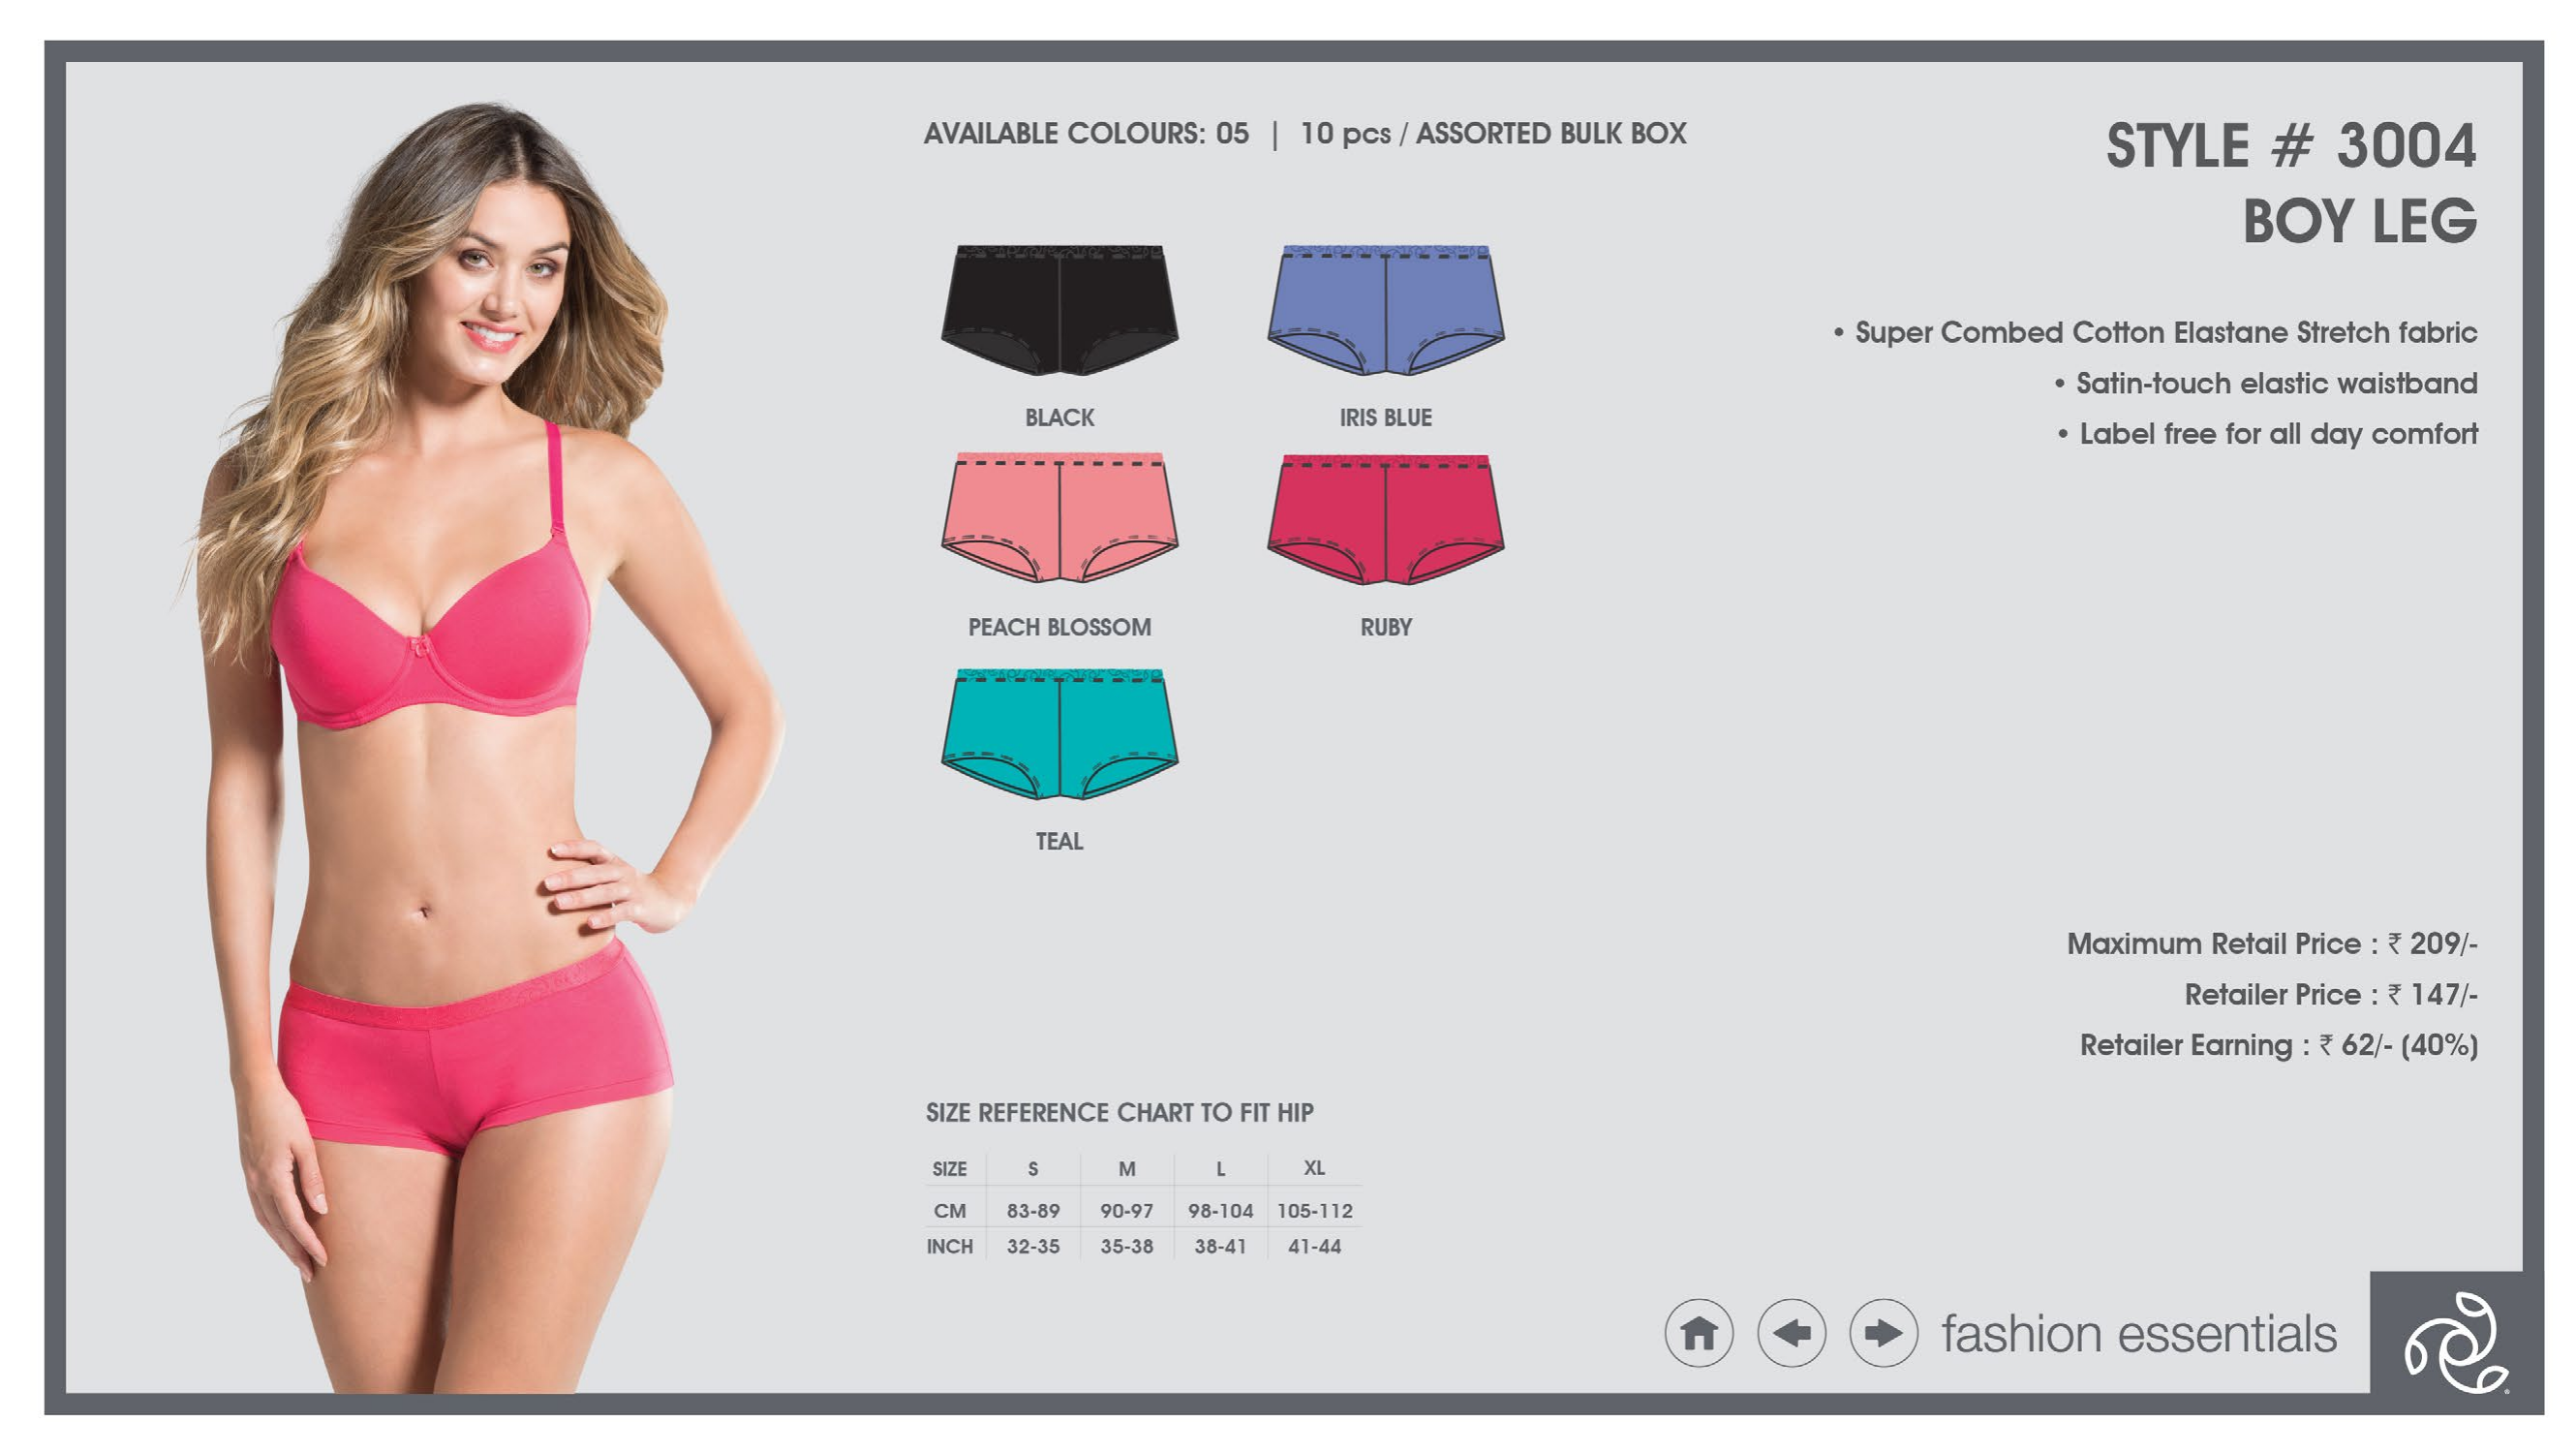 AVAILABLE COLOURS: 05 | 10 pcs / ASSORTED BULK BOX
STYLE # 3004
BOY LEG
• Super Combed Cotton Elastane Stretch fabric
• Satin-touch elastic waistband
• Label free for all day comfort
BLACK
IRIS BLUE
PEACH BLOSSOM
RUBY
TEAL
Maximum Retail Price : ₹ 209/-
Retailer Price : ₹ 147/-
Retailer Earning : ₹ 62/- (40%)
SIZE REFERENCE CHART TO FIT HIP
SIZE S M L XL
CM 83-89 90-97 98-104 105-112
INCH 32-35 35-38 38-41 41-44
fashion essentials